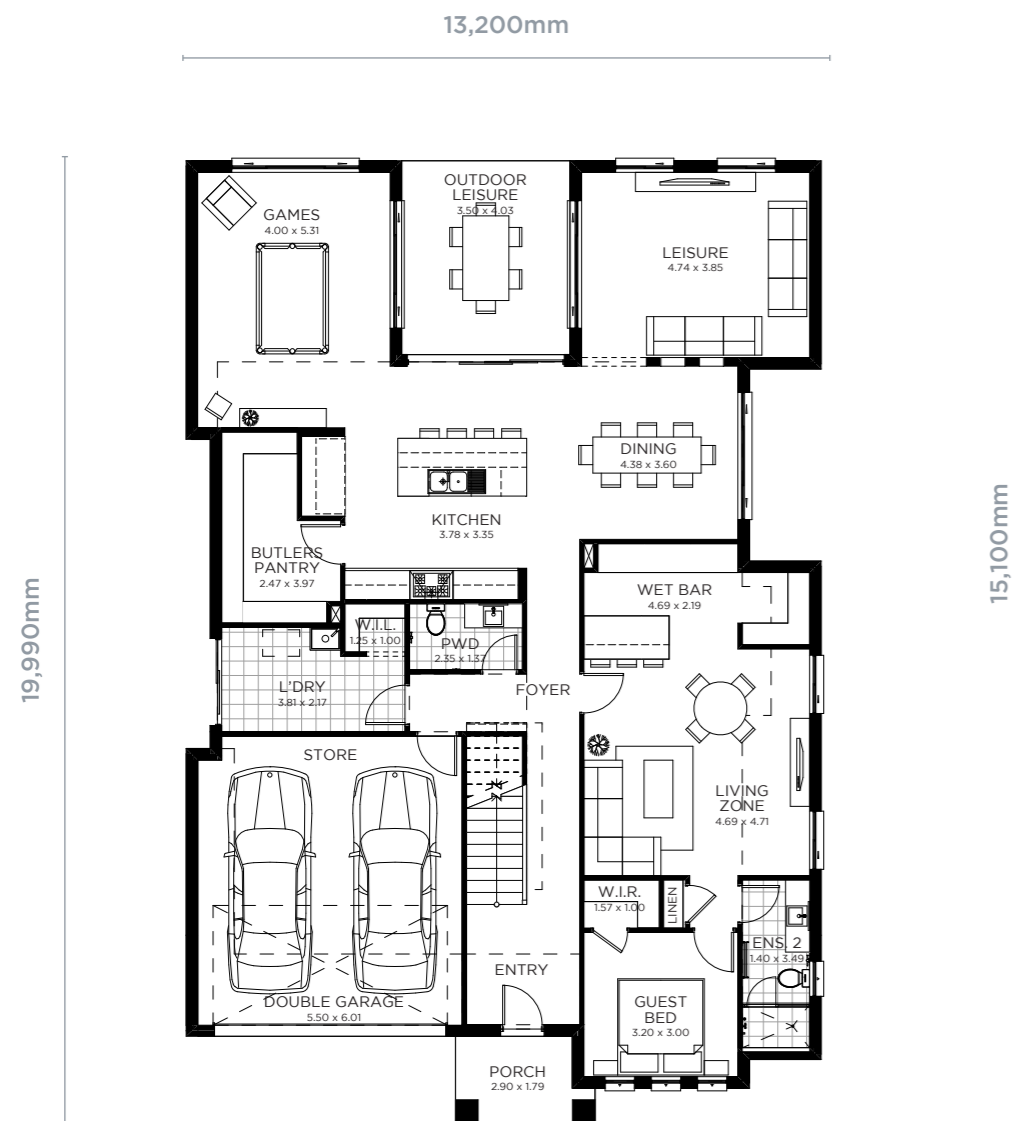 13,200mm
OUTDOOR
LEISURE
3.50 x 4.03
GAMES
4.00 x 5.31
LEISURE
4.74 x 3.85
DINING
4.38 x 3.60
KITCHEN
3.78 x 3.35
15,100mm
BUTLERS
PANTRY
2.47 x 3.97
WET BAR
4.69 x 2.19
19,990mm
W.I.L.
1.25 x 1.00
PWD
2.35 x 1.37
L'DRY
3.81 x 2.17
FOYER
STORE
LIVING
ZONE
4.69 x 4.71
W.I.R.
1.57 x 1.00
LINEN
ENS. 2
1.40 x 3.49
ENTRY
DOUBLE GARAGE
5.50 x 6.01
GUEST
BED
3.20 x 3.00
PORCH
2.90 x 1.79